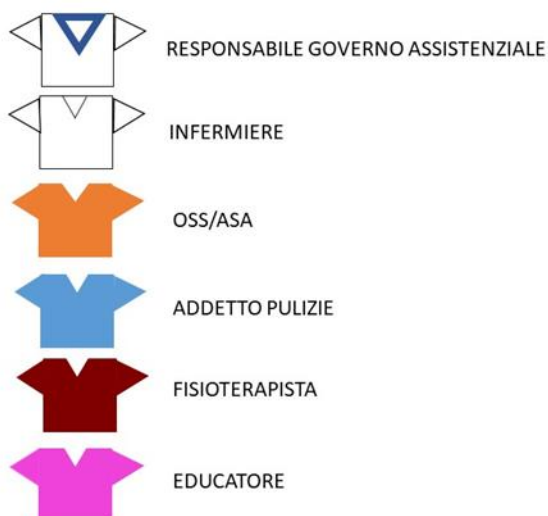 RESPONSABILE GOVERNO ASSISTENZIALE
INFERMIERE
OSS/ASA
ADDETTO PULIZIE
FISIOTERAPISTA
EDUCATORE